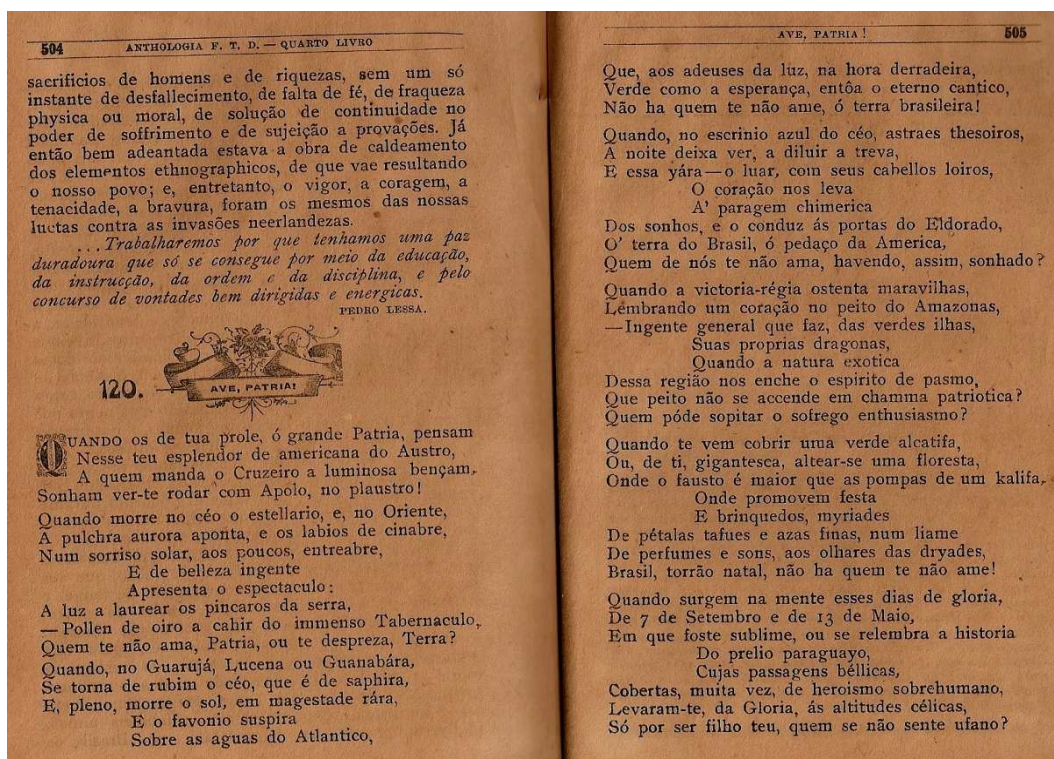 504 ANTHOLOGIA F. T. D. — QUARTO LIVRO
sacrificios de homens e de riquezas, sem um só
instante de desfallecimento, de falta de fé, de fraqueza
physica ou moral, de solução de continuidade no
poder de soffrimento e de sujeição a provações. Já
então bem adeantada estava a obra de caldeamento
dos elementos ethnographicos, de que vae resultando
o nosso povo; e, entretanto, o vigor, a coragem, a
tenacidade, a bravura, foram os mesmos das nossas
luctas contra as invasões neerlandezas.
...Trabalharemos por que tenhamos uma paz
duradoura que só se consegue por meio da educação,
da instrucção, da ordem e da disciplina, e pelo
concurso de vontades bem dirigidas e energicas.
PEDRO LESSA.
120. AVE, PATRIA!
QUANDO os de tua prole, ó grande Patria, pensam
Nesse teu esplendor de americana do Austro,
A quem manda o Cruzeiro a luminosa bençam,
Sonham ver-te rodar com Apolo, no plaustro!
Quando morre no céo o estellario, e, no Oriente,
A pulchra aurora aponta, e os labios de cinabre,
Num sorriso solar, aos poucos, entreabre,
E de belleza ingente
Apresenta o espectaculo:
A luz a laurear os pincaros da serra,
— Pollen de oiro a cahir do immenso Tabernaculo,
Quem te não ama, Patria, ou te despreza, Terra?
Quando, no Guarujá, Lucena ou Guanabára,
Se torna de rubim o céo, que é de saphira,
E, pleno, morre o sol, em magestade rára,
E o favonio suspira
Sobre as aguas do Atlantico,
AVE, PATRIA! 505
Que, aos adeuses da luz, na hora derradeira,
Verde como a esperança, entôa o eterno cantico,
Não ha quem te não ame, ó terra brasileira!
Quando, no escrinio azul do céo, astraes thesoiros,
A noite deixa ver, a diluir a treva,
E essa yára—o luar, com seus cabellos loiros,
O coração nos leva
A' paragem chimerica
Dos sonhos, e o conduz ás portas do Eldorado,
O' terra do Brasil, ó pedaço da America,
Quem de nós te não ama, havendo, assim, sonhado?
Quando a victoria-régia ostenta maravilhas,
Lembrando um coração no peito do Amazonas,
—Ingente general que faz, das verdes ilhas,
Suas proprias dragonas,
Quando a natura exotica
Dessa região nos enche o espirito de pasmo,
Que peito não se accende em chamma patriotica?
Quem póde sopitar o sofrego enthusiasmo?
Quando te vem cobrir uma verde alcatifa,
Ou, de ti, gigantesca, altear-se uma floresta,
Onde o fausto é maior que as pompas de um kalifa,
Onde promovem festa
E brinquedos, myriades
De pétalas tafues e azas finas, num liame
De perfumes e sons, aos olhares das dryades,
Brasil, torrão natal, não ha quem te não ame!
Quando surgem na mente esses dias de gloria,
De 7 de Setembro e de 13 de Maio,
Em que foste sublime, ou se relembra a historia
Do prelio paraguayo,
Cujas passagens béllicas,
Cobertas, muita vez, de heroismo sobrehumano,
Levaram-te, da Gloria, ás altitudes célicas,
Só por ser filho teu, quem se não sente ufano?